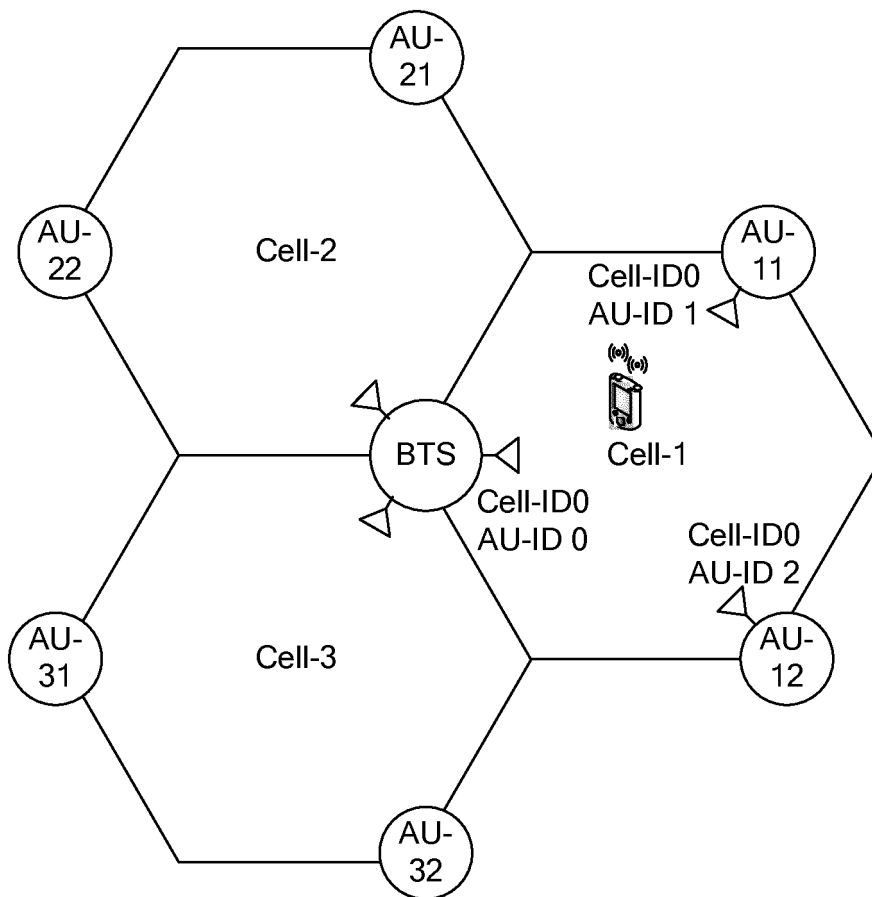 AU-
21
AU-
22
Cell-2
AU-
11
Cell-ID0
AU-ID 1
BTS
Cell-1
Cell-ID0
AU-ID 0
Cell-ID0
AU-ID 2
AU-
31
Cell-3
AU-
12
AU-
32